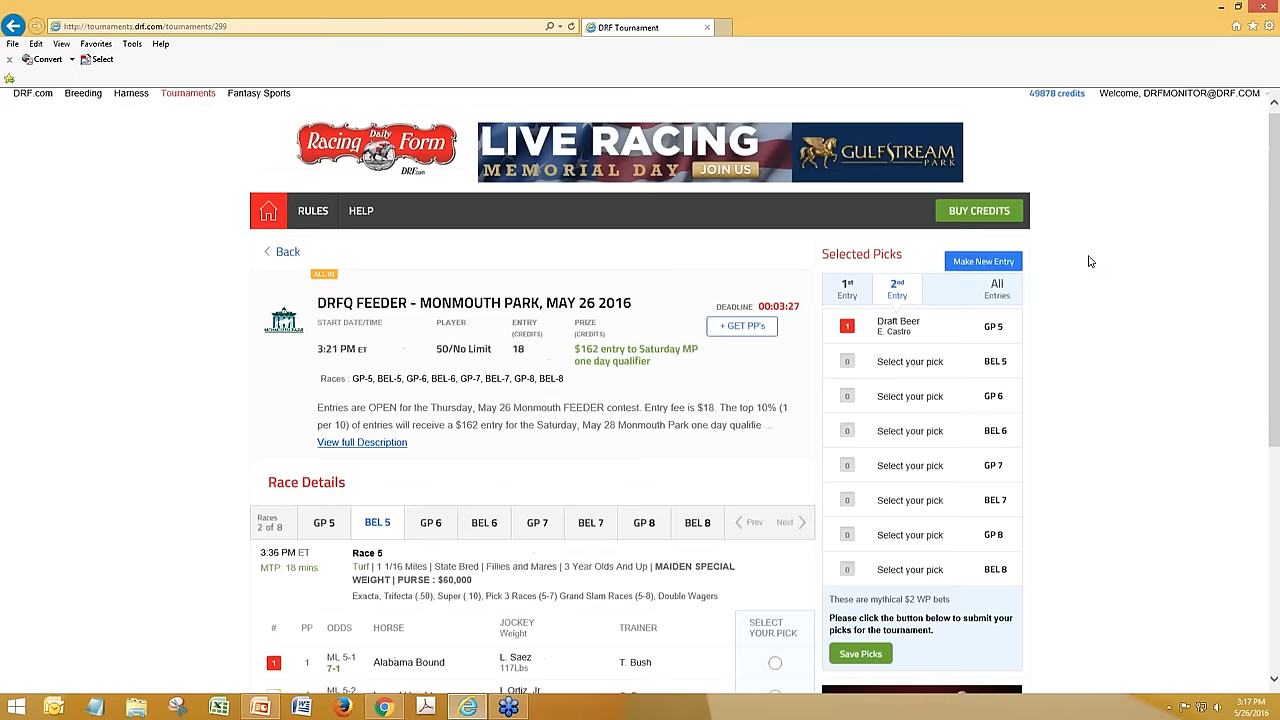 http://tournaments.drf.com/tournaments/299
DRF Tournament
File Edit View Favorites Tools Help
Convert Select
DRF.com Breeding Harness Tournaments Fantasy Sports 49878 credits Welcome, DRFMONITOR@DRF.COM
Daily
Racing Form
DRF.com
LIVE RACING
MEMORIAL DAY JOIN US
GULFSTREAM
PARK
RULES HELP BUY CREDITS
Back
ALL IN
DRFQ FEEDER - MONMOUTH PARK, MAY 26 2016
DEADLINE 00:03:27
+ GET PP's
START DATE/TIME PLAYER ENTRY (CREDITS) PRIZE (CREDITS)
3:21 PM ET 50/No Limit 18 $162 entry to Saturday MP
one day qualifier
Races : GP-5, BEL-5, GP-6, BEL-6, GP-7, BEL-7, GP-8, BEL-8
Entries are OPEN for the Thursday, May 26 Monmouth FEEDER contest. Entry fee is $18. The top 10% (1
per 10) of entries will receive a $162 entry for the Saturday, May 28 Monmouth Park one day qualifie ...
View full Description
Race Details
Races
2 of 8
GP 5 BEL 5 GP 6 BEL 6 GP 7 BEL 7 GP 8 BEL 8 Prev Next
3:36 PM ET
MTP: 18 mins
Race 5
Turf | 1 1/16 Miles | State Bred | Fillies and Mares | 3 Year Olds And Up | MAIDEN SPECIAL
WEIGHT | PURSE : $60,000
Exacta, Trifecta (.50), Super (.10), Pick 3 Races (5-7) Grand Slam Races (5-8), Double Wagers
# PP ODDS HORSE JOCKEY Weight TRAINER SELECT YOUR PICK
1 1 ML 5-1 7-1 Alabama Bound L. Saez 117Lbs T. Bush
ML 5-2
Selected Picks
Make New Entry
1st Entry 2nd Entry All Entries
1 Draft Beer E. Castro GP 5
0 Select your pick BEL 5
0 Select your pick GP 6
0 Select your pick BEL 6
0 Select your pick GP 7
0 Select your pick BEL 7
0 Select your pick GP 8
0 Select your pick BEL 8
These are mythical $2 WP bets
Please click the button below to submit your
picks for the tournament.
Save Picks
3:17 PM
5/26/2016